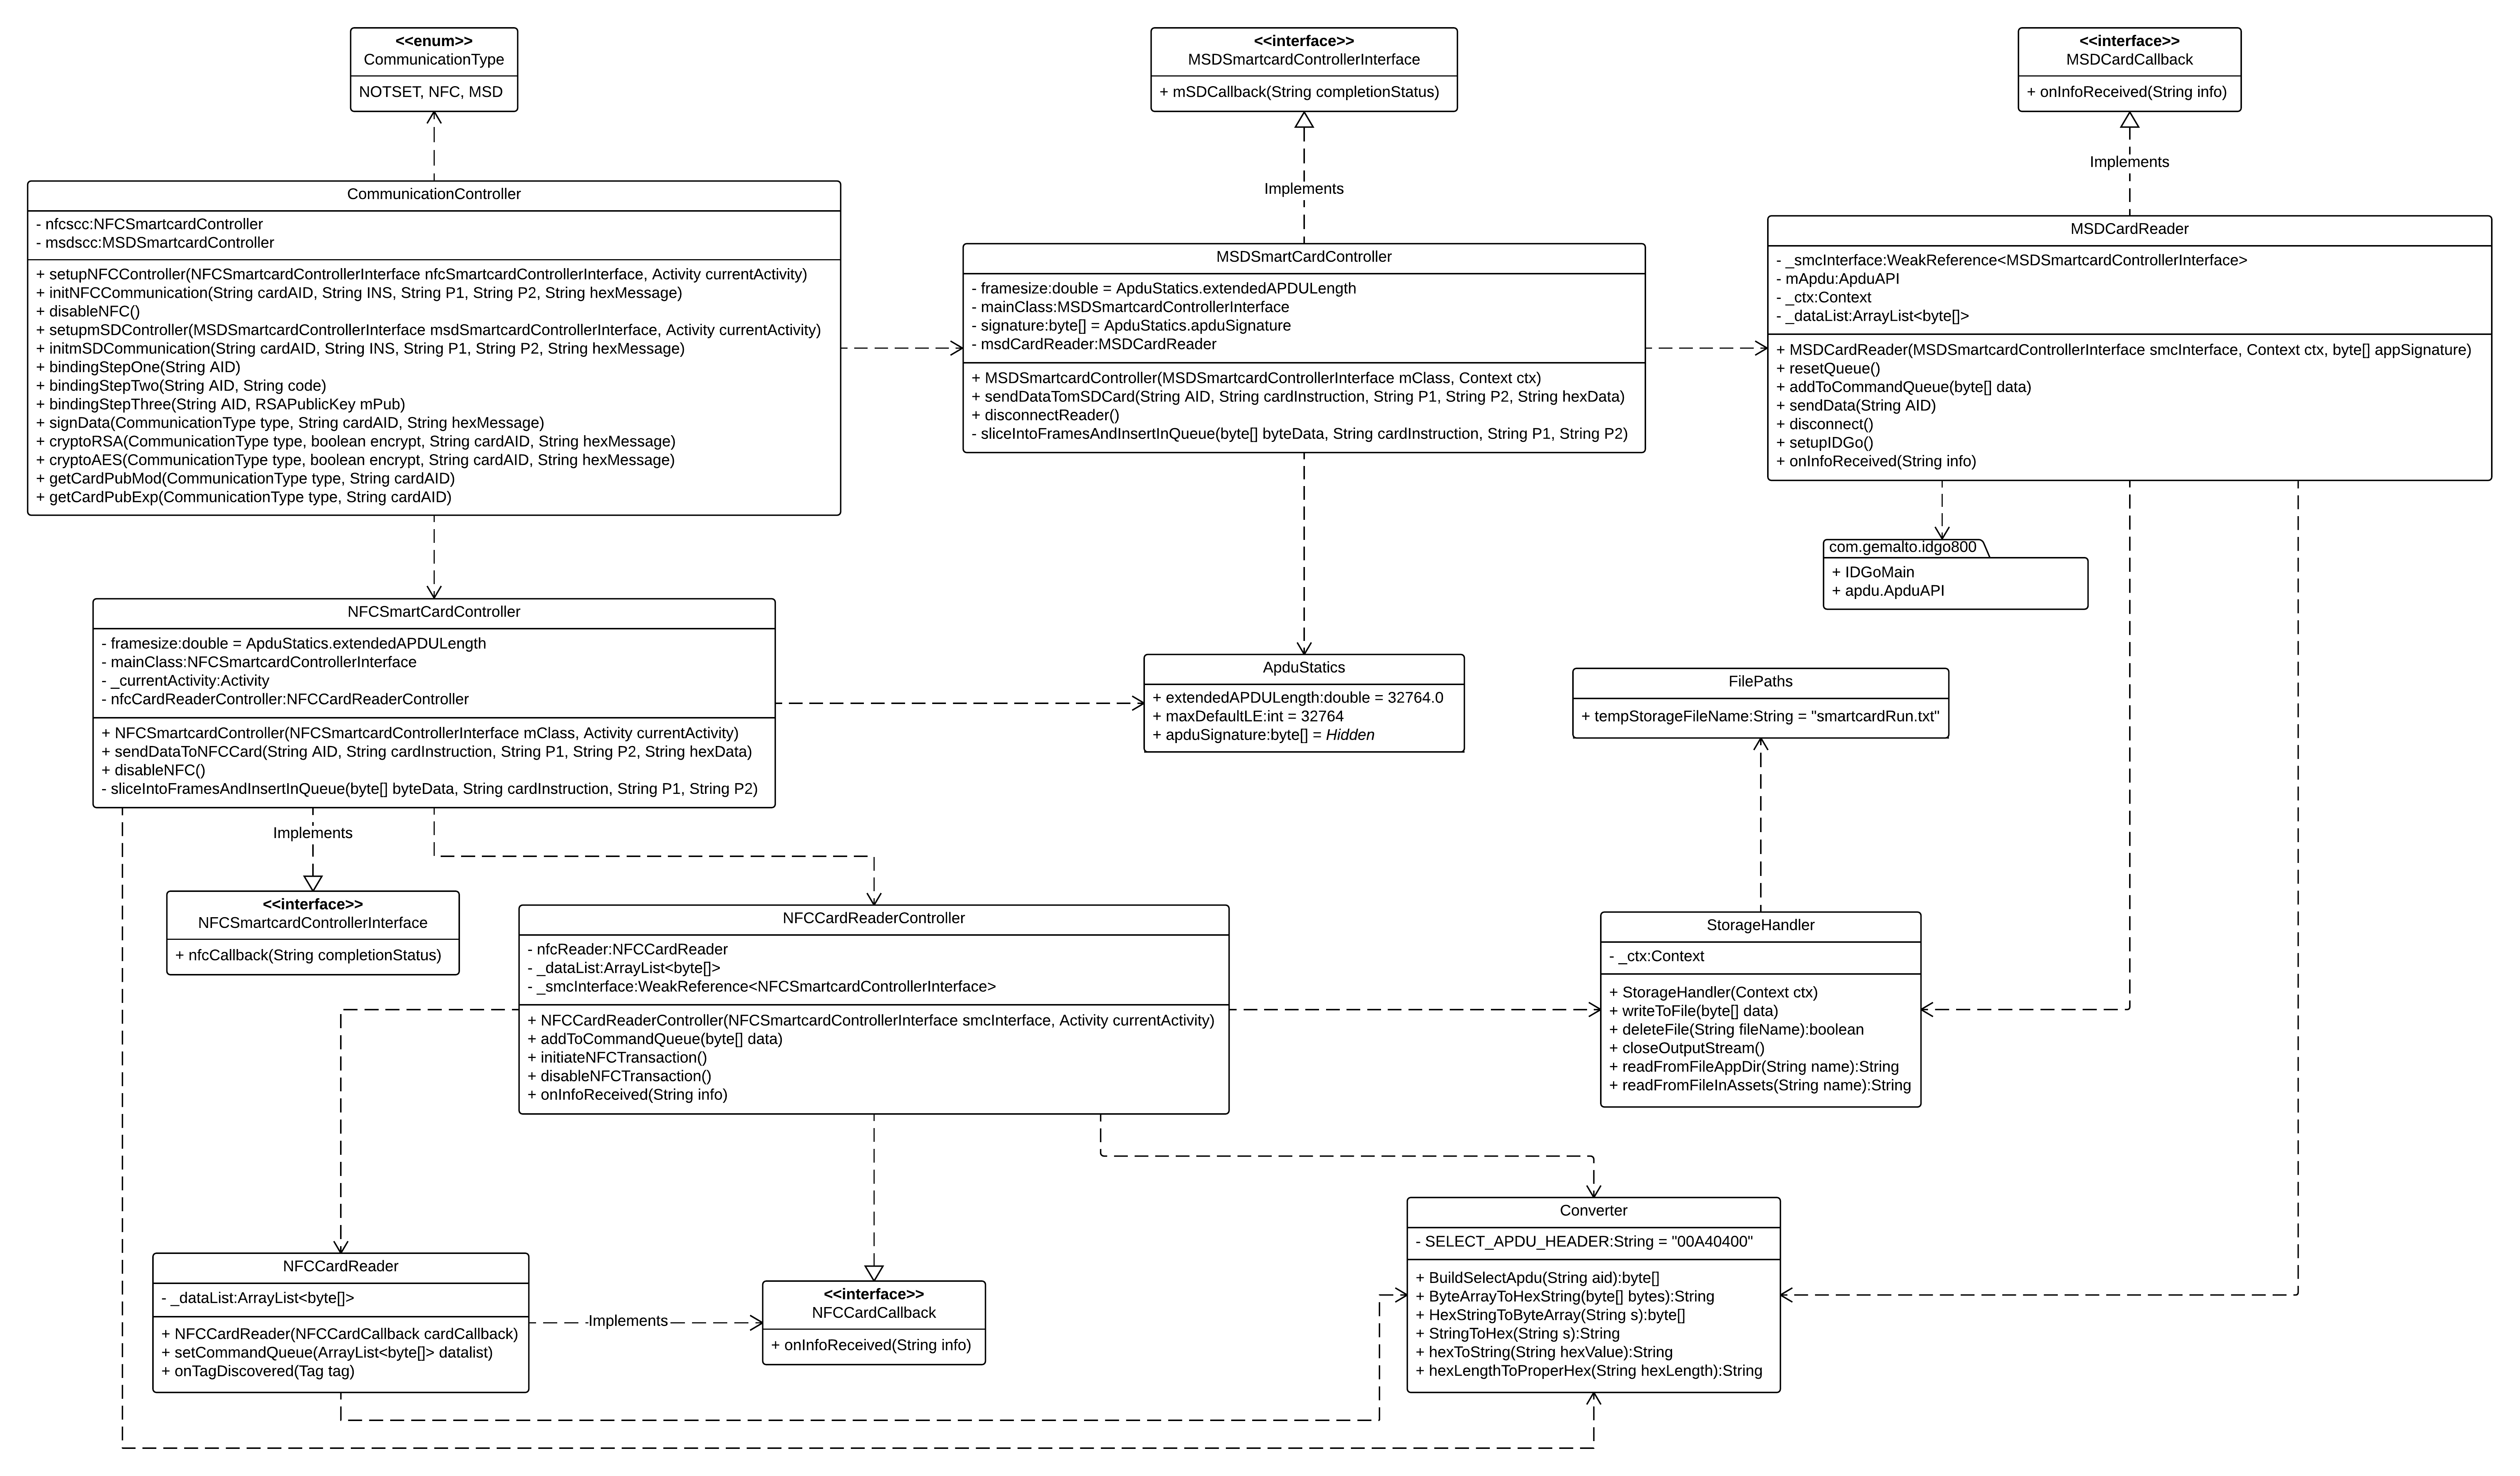 <<enum>>
CommunicationType
NOTSET, NFC, MSD
<<interface>>
MSDSmartcardControllerInterface
+ mSDCallback(String completionStatus)
<<interface>>
MSDCardCallback
+ onInfoReceived(String info)
Implements
Implements
CommunicationController
- nfcscc:NFCSmartcardController
- msdscc:MSDSmartcardController
+ setupNFCController(NFCSmartcardControllerInterface nfcSmartcardControllerInterface, Activity currentActivity)
+ initNFCCommunication(String cardAID, String INS, String P1, String P2, String hexMessage)
+ disableNFC()
+ setupmSDController(MSDSmartcardControllerInterface msdSmartcardControllerInterface, Activity currentActivity)
+ initmSDCommunication(String cardAID, String INS, String P1, String P2, String hexMessage)
+ bindingStepOne(String AID)
+ bindingStepTwo(String AID, String code)
+ bindingStepThree(String AID, RSAPublicKey mPub)
+ signData(CommunicationType type, String cardAID, String hexMessage)
+ cryptoRSA(CommunicationType type, boolean encrypt, String cardAID, String hexMessage)
+ cryptoAES(CommunicationType type, boolean encrypt, String cardAID, String hexMessage)
+ getCardPubMod(CommunicationType type, String cardAID)
+ getCardPubExp(CommunicationType type, String cardAID)
MSDSmartCardController
- framesize:double = ApduStatics.extendedAPDULength
- mainClass:MSDSmartcardControllerInterface
- signature:byte[] = ApduStatics.apduSignature
- msdCardReader:MSDCardReader
+ MSDSmartcardController(MSDSmartcardControllerInterface mClass, Context ctx)
+ sendDataTomSDCard(String AID, String cardInstruction, String P1, String P2, String hexData)
+ disconnectReader()
- sliceIntoFramesAndInsertInQueue(byte[] byteData, String cardInstruction, String P1, String P2)
MSDCardReader
- _smcInterface:WeakReference<MSDSmartcardControllerInterface>
- mApdu:ApduAPI
- _ctx:Context
- _dataList:ArrayList<byte[]>
+ MSDCardReader(MSDSmartcardControllerInterface smcInterface, Context ctx, byte[] appSignature)
+ resetQueue()
+ addToCommandQueue(byte[] data)
+ sendData(String AID)
+ disconnect()
+ setupIDGo()
+ onInfoReceived(String info)
com.gemalto.idgo800
+ IDGoMain
+ apdu.ApduAPI
NFCSmartCardController
- framesize:double = ApduStatics.extendedAPDULength
- mainClass:NFCSmartcardControllerInterface
- _currentActivity:Activity
- nfcCardReaderController:NFCCardReaderController
+ NFCSmartcardController(NFCSmartcardControllerInterface mClass, Activity currentActivity)
+ sendDataToNFCCard(String AID, String cardInstruction, String P1, String P2, String hexData)
+ disableNFC()
- sliceIntoFramesAndInsertInQueue(byte[] byteData, String cardInstruction, String P1, String P2)
ApduStatics
+ extendedAPDULength:double = 32764.0
+ maxDefaultLE:int = 32764
+ apduSignature:byte[] = Hidden
FilePaths
+ tempStorageFileName:String = "smartcardRun.txt"
Implements
<<interface>>
NFCSmartcardControllerInterface
+ nfcCallback(String completionStatus)
NFCCardReaderController
- nfcReader:NFCCardReader
- _dataList:ArrayList<byte[]>
- _smcInterface:WeakReference<NFCSmartcardControllerInterface>
+ NFCCardReaderController(NFCSmartcardControllerInterface smcInterface, Activity currentActivity)
+ addToCommandQueue(byte[] data)
+ initiateNFCTransaction()
+ disableNFCTransaction()
+ onInfoReceived(String info)
StorageHandler
- _ctx:Context
+ StorageHandler(Context ctx)
+ writeToFile(byte[] data)
+ deleteFile(String fileName):boolean
+ closeOutputStream()
+ readFromFileAppDir(String name):String
+ readFromFileInAssets(String name):String
NFCCardReader
- _dataList:ArrayList<byte[]>
+ NFCCardReader(NFCCardCallback cardCallback)
+ setCommandQueue(ArrayList<byte[]> datalist)
+ onTagDiscovered(Tag tag)
Implements
<<interface>>
NFCCardCallback
+ onInfoReceived(String info)
Converter
- SELECT_APDU_HEADER:String = "00A40400"
+ BuildSelectApdu(String aid):byte[]
+ ByteArrayToHexString(byte[] bytes):String
+ HexStringToByteArray(String s):byte[]
+ StringToHex(String s):String
+ hexToString(String hexValue):String
+ hexLengthToProperHex(String hexLength):String